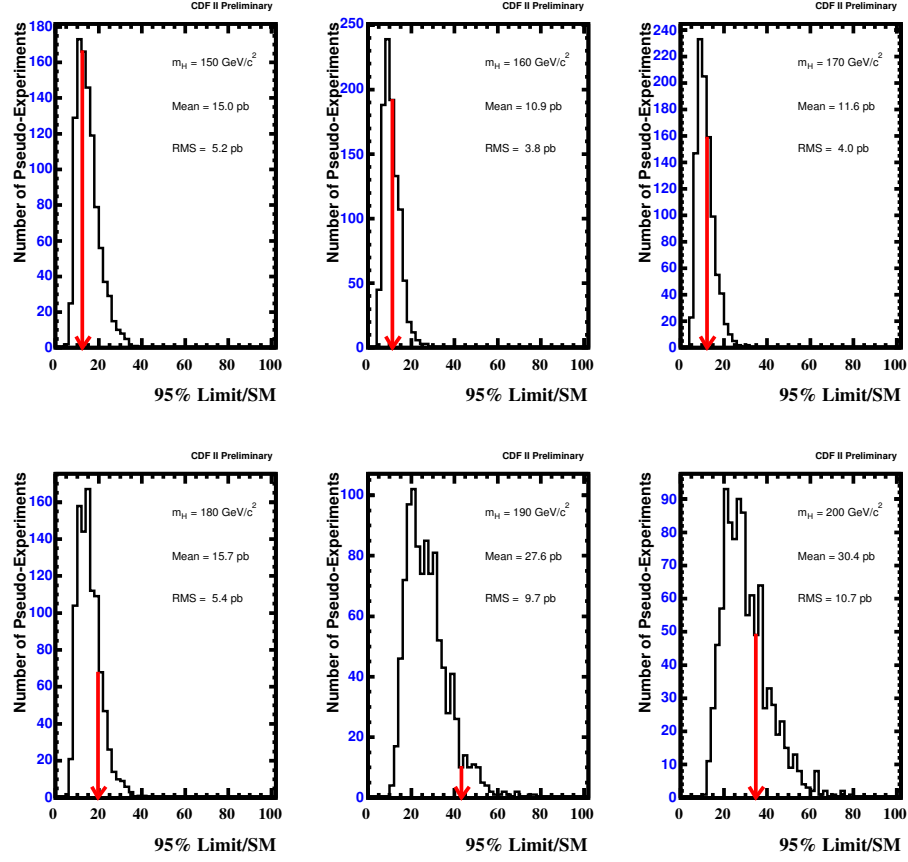 CDF II Preliminary
Number of Pseudo-Experiments
180
160
140
120
100
80
60
40
20
0
m_H = 150 GeV/c²
Mean = 15.0 pb
RMS = 5.2 pb
0 20 40 60 80 100
95% Limit/SM
CDF II Preliminary
Number of Pseudo-Experiments
250
200
150
100
50
0
m_H = 160 GeV/c²
Mean = 10.9 pb
RMS = 3.8 pb
0 20 40 60 80 100
95% Limit/SM
CDF II Preliminary
Number of Pseudo-Experiments
240
220
200
180
160
140
120
100
80
60
40
20
0
m_H = 170 GeV/c²
Mean = 11.6 pb
RMS = 4.0 pb
0 20 40 60 80 100
95% Limit/SM
CDF II Preliminary
Number of Pseudo-Experiments
160
140
120
100
80
60
40
20
0
m_H = 180 GeV/c²
Mean = 15.7 pb
RMS = 5.4 pb
0 20 40 60 80 100
95% Limit/SM
CDF II Preliminary
Number of Pseudo-Experiments
100
80
60
40
20
0
m_H = 190 GeV/c²
Mean = 27.6 pb
RMS = 9.7 pb
0 20 40 60 80 100
95% Limit/SM
CDF II Preliminary
Number of Pseudo-Experiments
90
80
70
60
50
40
30
20
10
0
m_H = 200 GeV/c²
Mean = 30.4 pb
RMS = 10.7 pb
0 20 40 60 80 100
95% Limit/SM